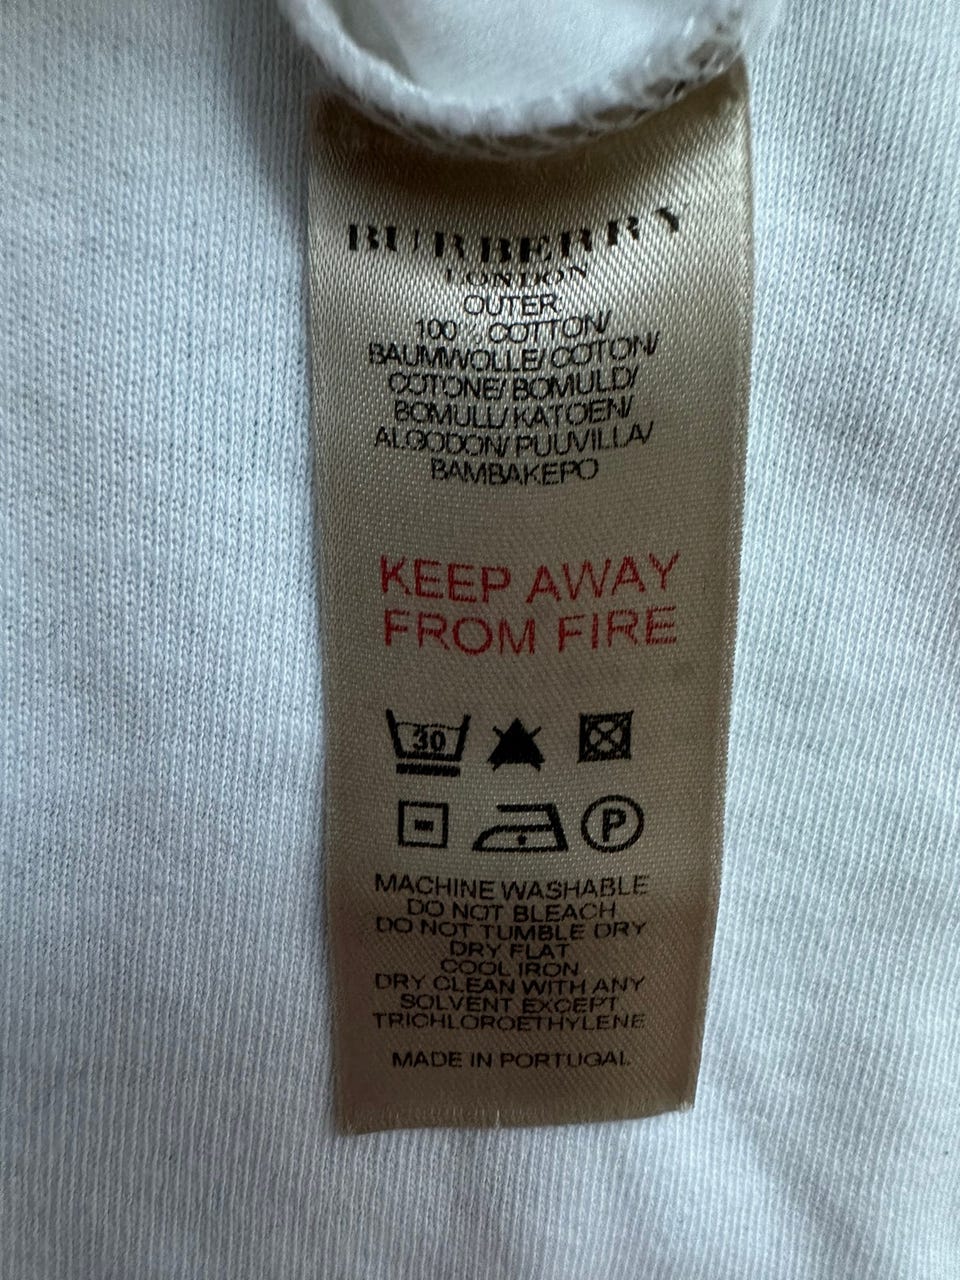 BURBERRY
LONDON
OUTER
100 % COTTON/
BAUMWOLLE/ COTON/
COTONE/ BOMULD/
BOMULL/ KATOEN/
ALGODON/ PUUVILLA/
BAMBAKEPO
KEEP AWAY
FROM FIRE
30
P
MACHINE WASHABLE
DO NOT BLEACH
DO NOT TUMBLE DRY
DRY FLAT
COOL IRON
DRY CLEAN WITH ANY
SOLVENT EXCEPT
TRICHLOROETHYLENE
MADE IN PORTUGAL